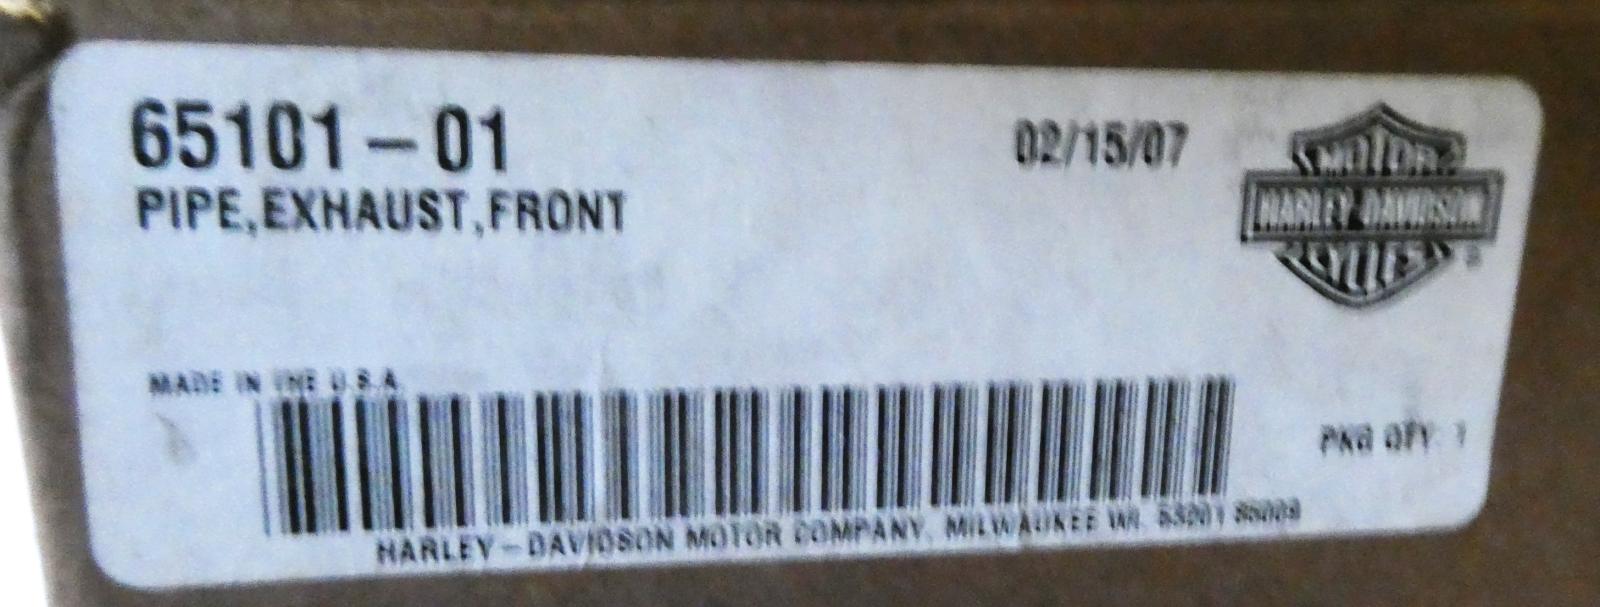 65101-01
02/15/07
PIPE,EXHAUST,FRONT
MOTOR
HARLEY-DAVIDSON
CYCLES
MADE IN THE U.S.A.
PKG QTY: 1
HARLEY-DAVIDSON MOTOR COMPANY, MILWAUKEE WI. 53201